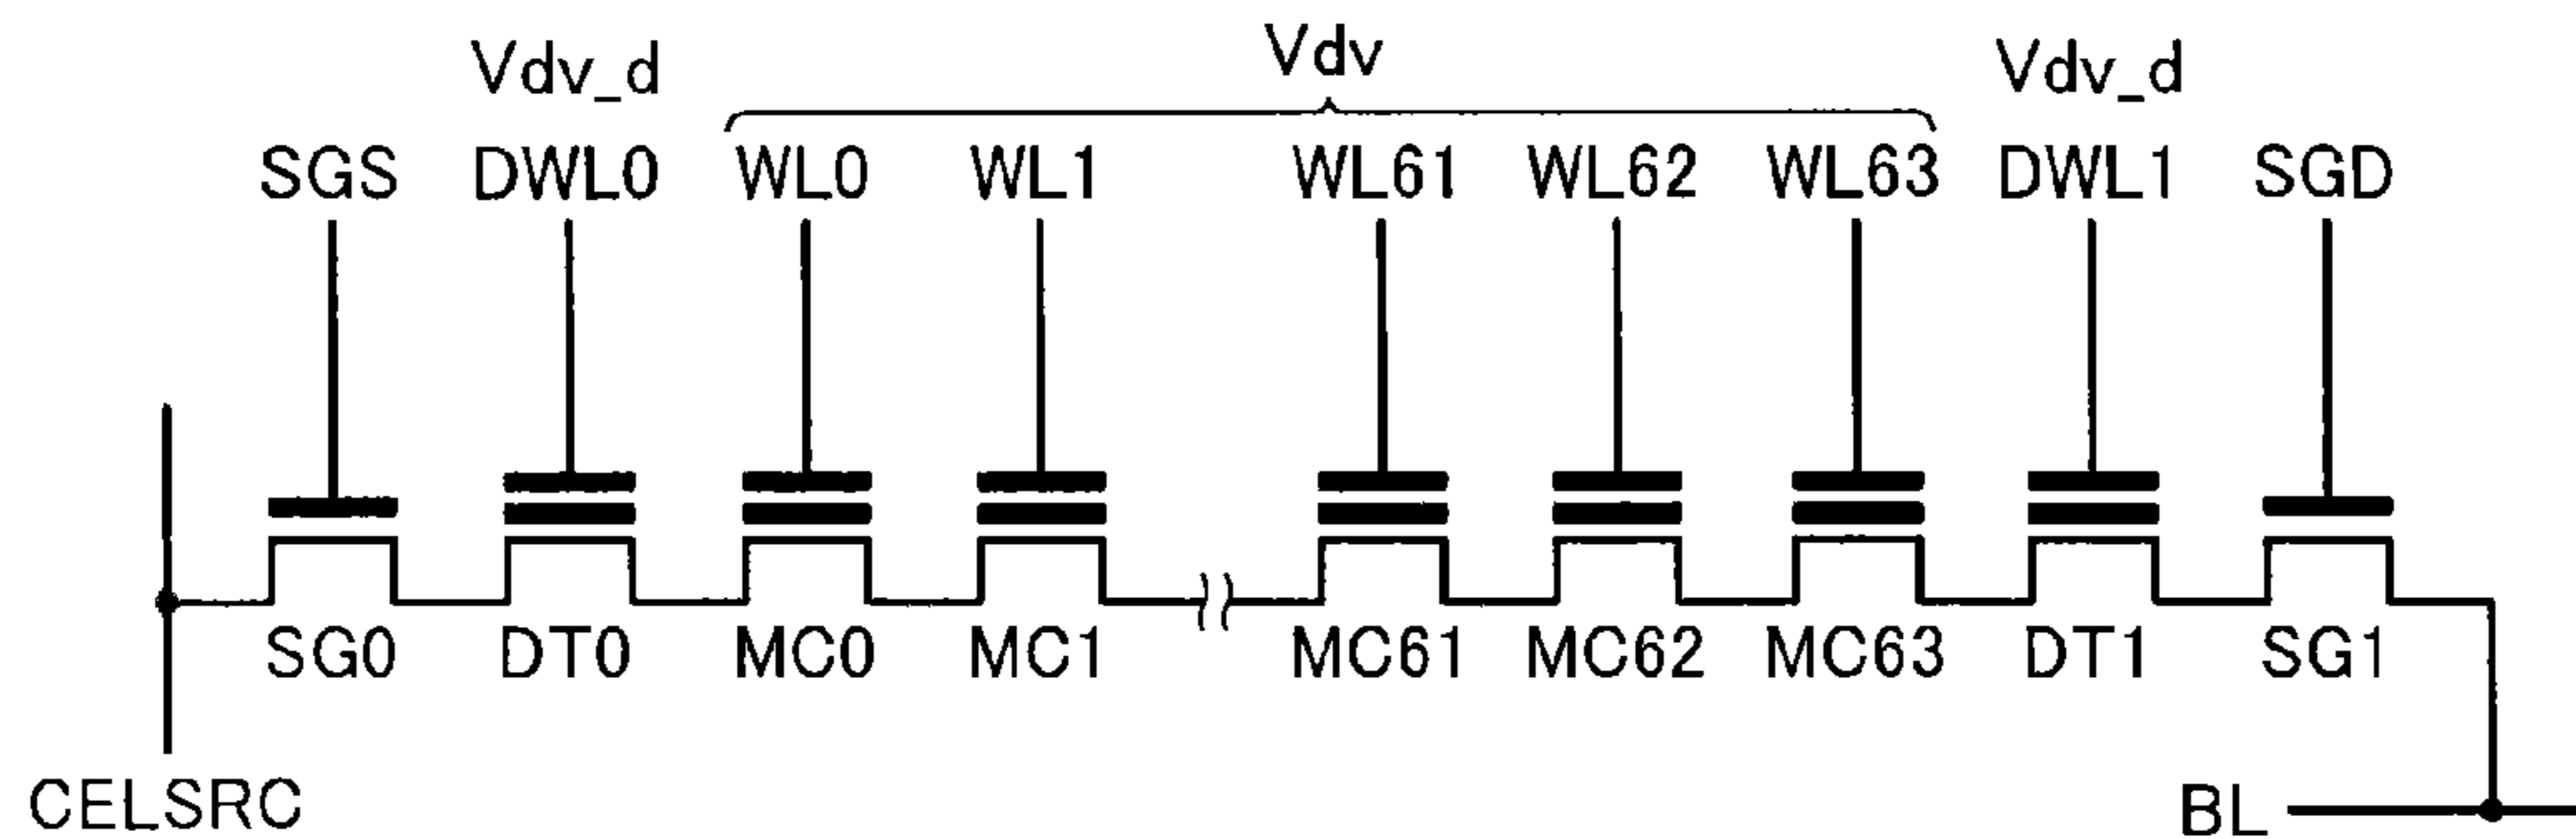 Vdv_d Vdv Vdv_d
SGS DWL0 WL0 WL1 WL61 WL62 WL63 DWL1 SGD
SG0 DT0 MC0 MC1 MC61 MC62 MC63 DT1 SG1
CELSRC BL